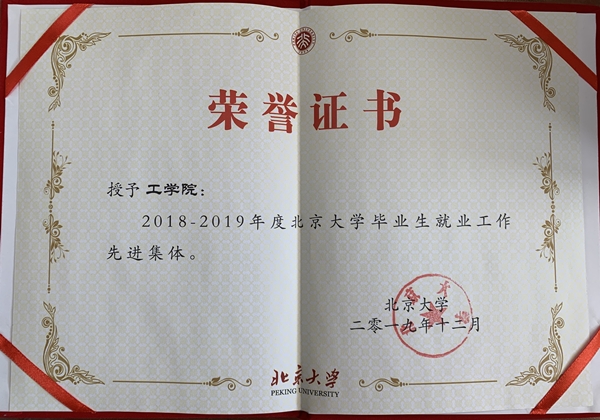 荣誉证书
授予工学院：
2018-2019年度北京大学毕业生就业工作
先进集体。
北京大学
二零一九年十二月
北京大学
PEKING UNIVERSITY